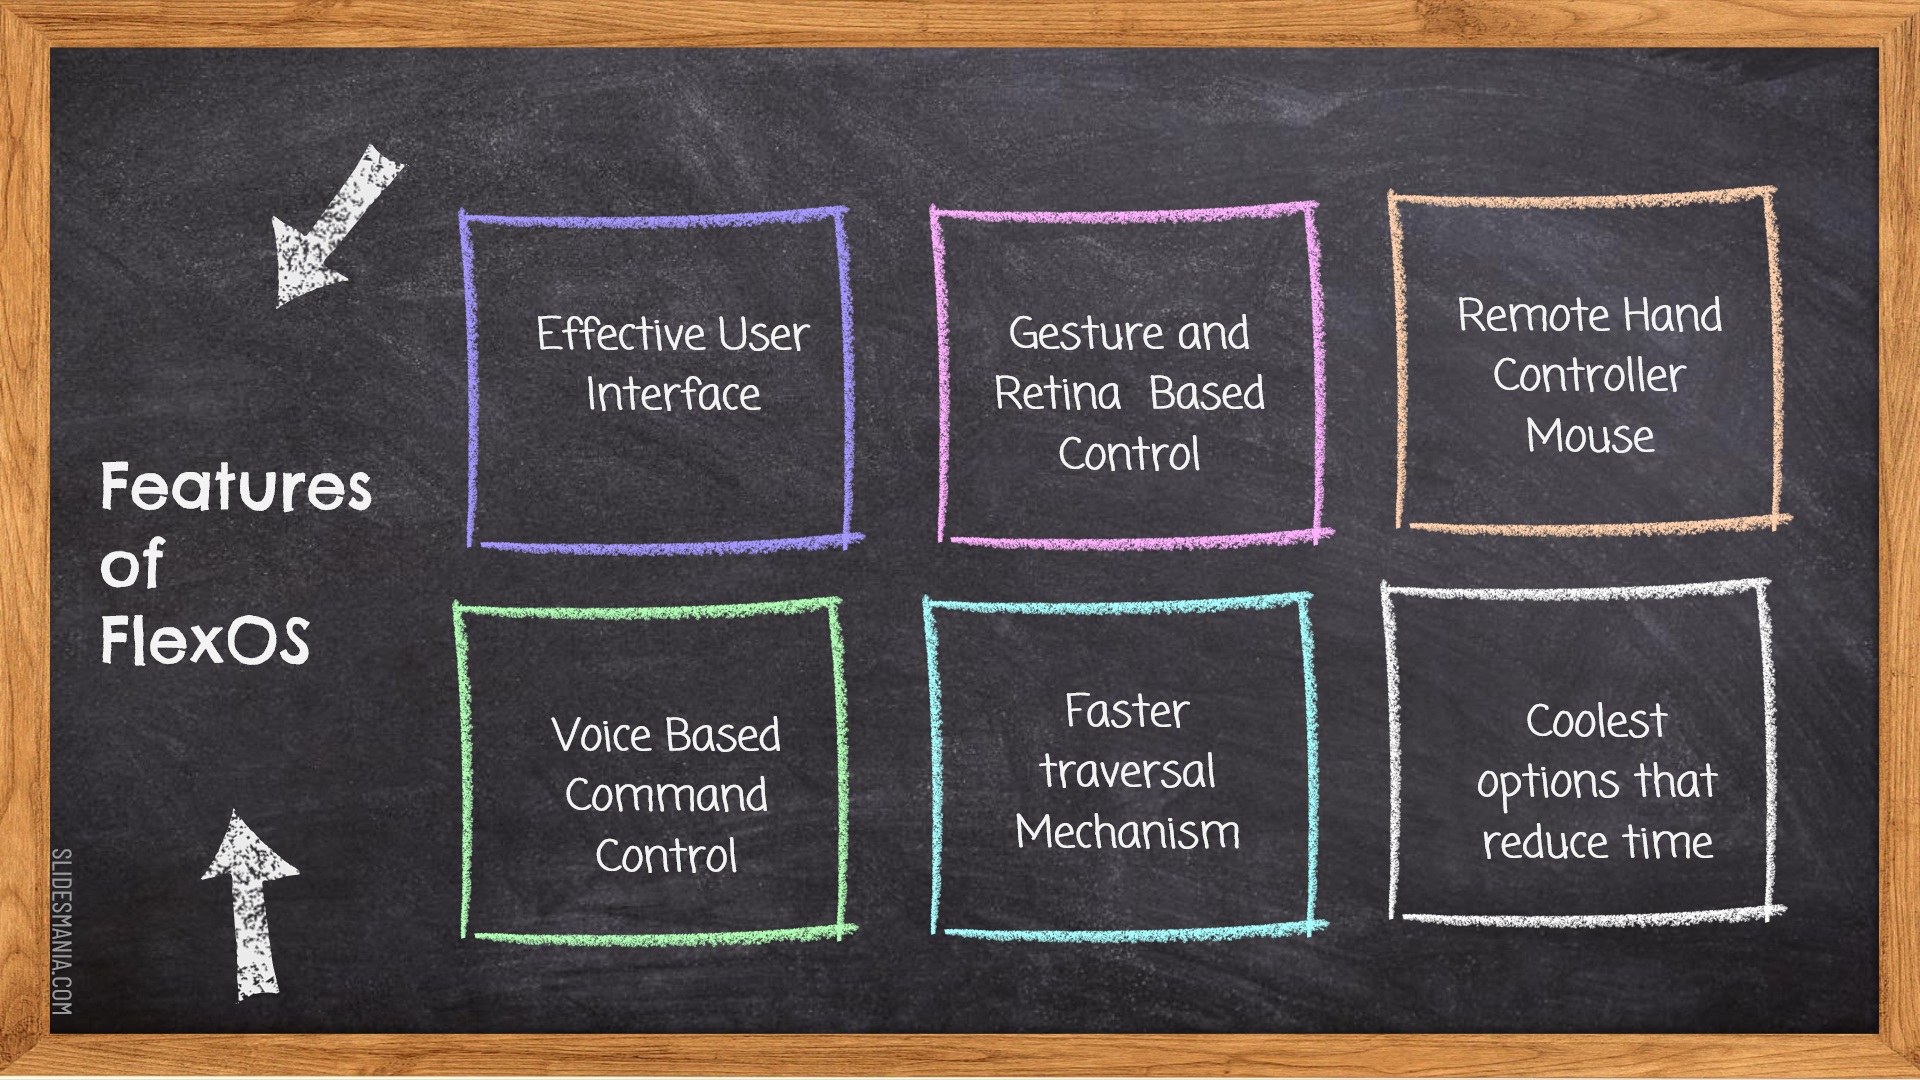 Features
of
FlexOS
Effective User
Interface
Gesture and
Retina  Based
Control
Remote Hand
Controller
Mouse
Voice Based
Command
Control
Faster
traversal
Mechanism
Coolest
options that
reduce time
SLIDESMANIA.COM